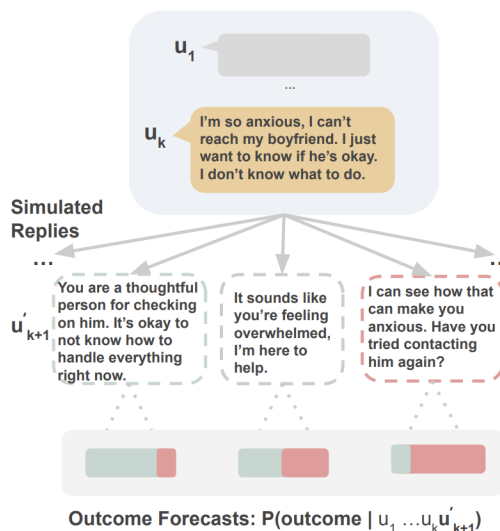 u1
...
uk
I'm so anxious, I can't
reach my boyfriend. I just
want to know if he's okay.
I don't know what to do.
Simulated
Replies
...
...
u'k+1
You are a thoughtful
person for checking
on him. It's okay to
not know how to
handle everything
right now.
It sounds like
you're feeling
overwhelmed,
I'm here to
help.
I can see how that
can make you
anxious. Have you
tried contacting
him again?
Outcome Forecasts: P(outcome | u1 ...uk u'k+1)